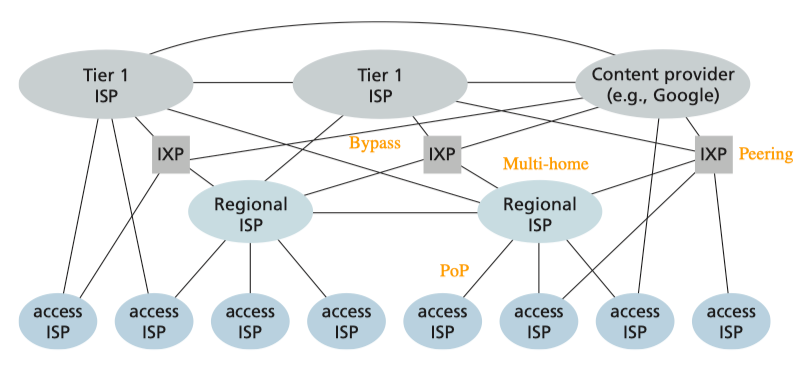 Tier 1
ISP
Tier 1
ISP
Content provider
(e.g., Google)
IXP
Bypass
IXP
Multi-home
IXP
Peering
Regional
ISP
Regional
ISP
PoP
access
ISP
access
ISP
access
ISP
access
ISP
access
ISP
access
ISP
access
ISP
access
ISP